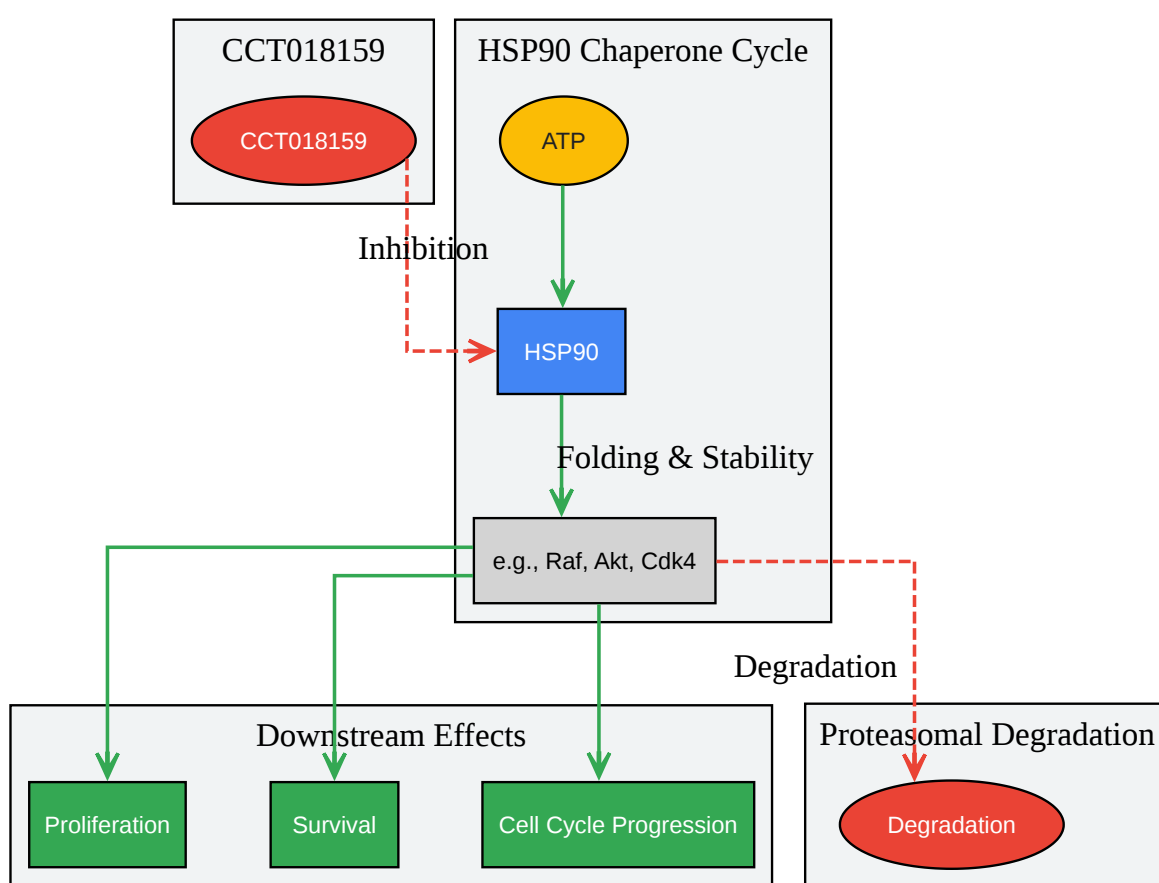 CCT018159
HSP90 Chaperone Cycle
CCT018159
ATP
Inhibition
HSP90
Folding & Stability
e.g., Raf, Akt, Cdk4
Degradation
Downstream Effects
Proteasomal Degradation
Proliferation
Survival
Cell Cycle Progression
Degradation